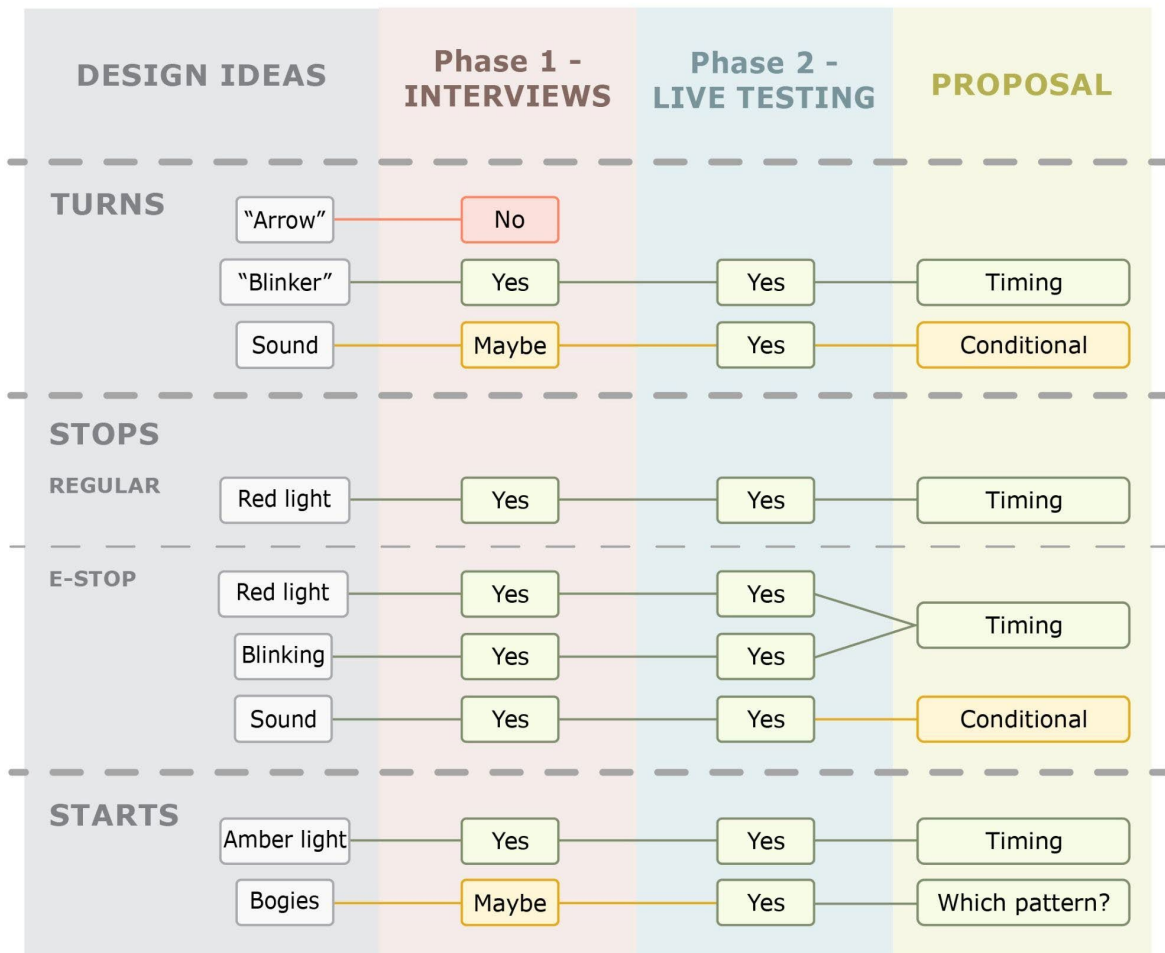 DESIGN IDEAS
Phase 1 -
INTERVIEWS
Phase 2 -
LIVE TESTING
PROPOSAL
TURNS
“Arrow”
No
“Blinker”
Yes
Yes
Timing
Sound
Maybe
Yes
Conditional
STOPS
REGULAR
Red light
Yes
Yes
Timing
E-STOP
Red light
Yes
Yes
Timing
Blinking
Yes
Yes
Sound
Yes
Yes
Conditional
STARTS
Amber light
Yes
Yes
Timing
Bogies
Maybe
Yes
Which pattern?